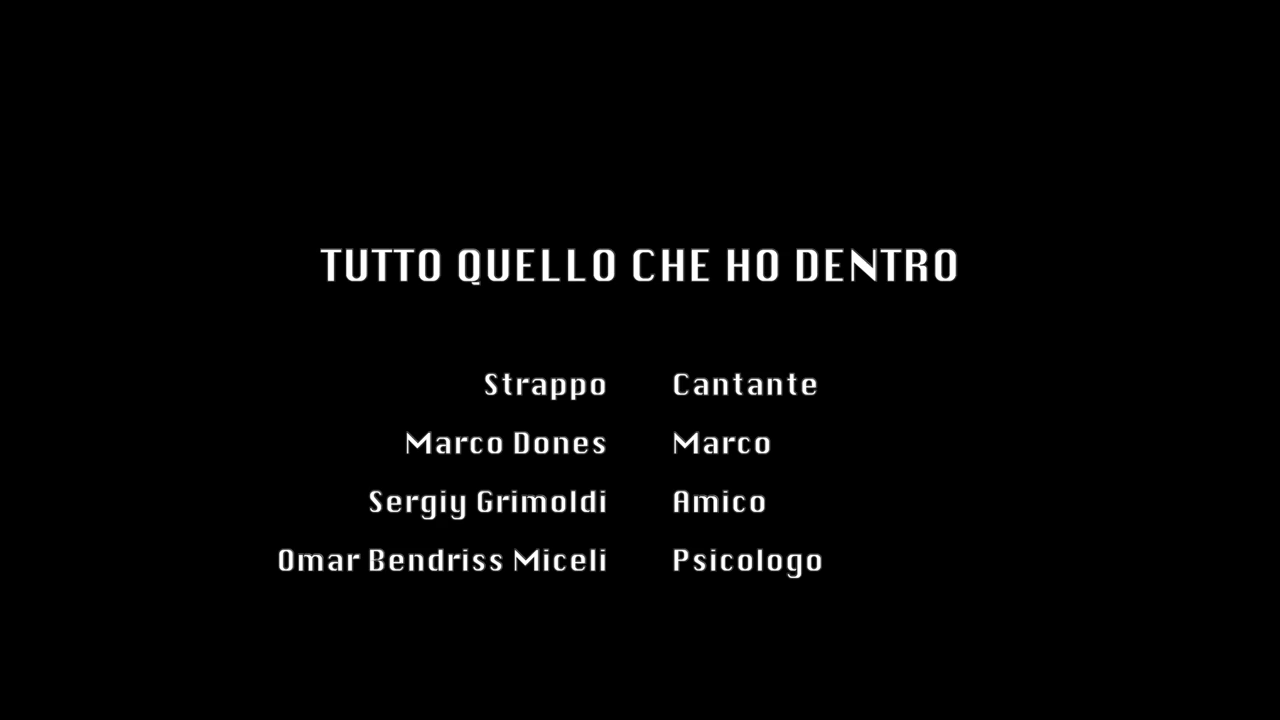 TUTTO QUELLO CHE HO DENTRO
Strappo Cantante
Marco Dones Marco
Sergiy Grimoldi Amico
Omar Bendriss Miceli Psicologo